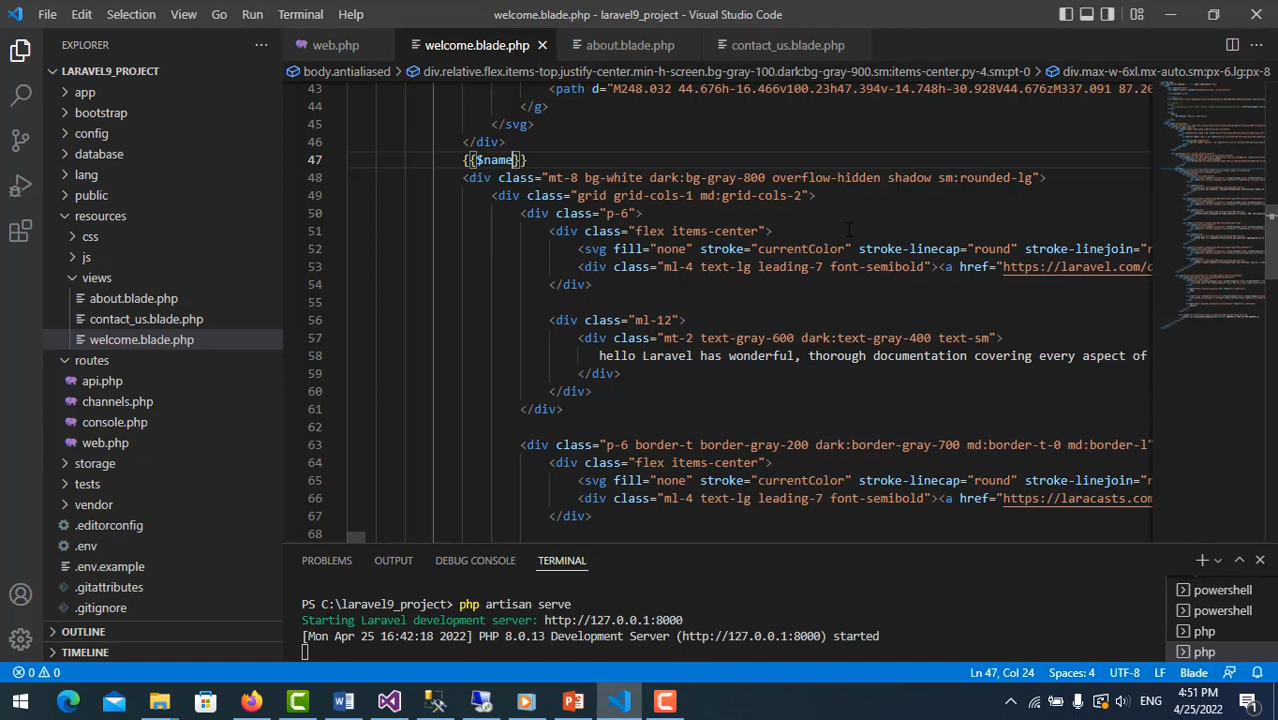 File Edit Selection View Go Run Terminal Help
welcome.blade.php - laravel9_project - Visual Studio Code
EXPLORER
LARAVEL9_PROJECT
app
bootstrap
config
database
lang
public
resources
css
js
views
about.blade.php
contact_us.blade.php
welcome.blade.php
routes
api.php
channels.php
console.php
web.php
storage
tests
vendor
.editorconfig
.env
.env.example
.gitattributes
.gitignore
OUTLINE
TIMELINE
web.php welcome.blade.php about.blade.php contact_us.blade.php
body.antialiased div.relative.flex.items-top.justify-center.min-h-screen.bg-gray-100.dark:bg-gray-900.sm:items-center.py-4.sm:pt-0 div.max-w-6xl.mx-auto.sm:px-6.lg:px-8
43 <path d="M248.032 44.676h-16.466v100.23h47.394v-14.748h-30.928V44.676zM337.091 87.20
44 </g>
45 </svg>
46 </div>
47 {{$name}}
48 <div class="mt-8 bg-white dark:bg-gray-800 overflow-hidden shadow sm:rounded-lg">
49 <div class="grid grid-cols-1 md:grid-cols-2">
50 <div class="p-6">
51 <div class="flex items-center">
52 <svg fill="none" stroke="currentColor" stroke-linecap="round" stroke-linejoin="r
53 <div class="ml-4 text-lg leading-7 font-semibold"><a href="https://laravel.com/d
54 </div>
55
56 <div class="ml-12">
57 <div class="mt-2 text-gray-600 dark:text-gray-400 text-sm">
58 hello Laravel has wonderful, thorough documentation covering every aspect of
59 </div>
60 </div>
61 </div>
62
63 <div class="p-6 border-t border-gray-200 dark:border-gray-700 md:border-t-0 md:border-l"
64 <div class="flex items-center">
65 <svg fill="none" stroke="currentColor" stroke-linecap="round" stroke-linejoin="r
66 <div class="ml-4 text-lg leading-7 font-semibold"><a href="https://laracasts.com
67 </div>
68
PROBLEMS OUTPUT DEBUG CONSOLE TERMINAL
PS C:\laravel9_project> php artisan serve
Starting Laravel development server: http://127.0.0.1:8000
[Mon Apr 25 16:42:18 2022] PHP 8.0.13 Development Server (http://127.0.0.1:8000) started
powershell
powershell
php
php
0 0
Ln 47, Col 24 Spaces: 4 UTF-8 LF Blade
ENG
4:51 PM
4/25/2022